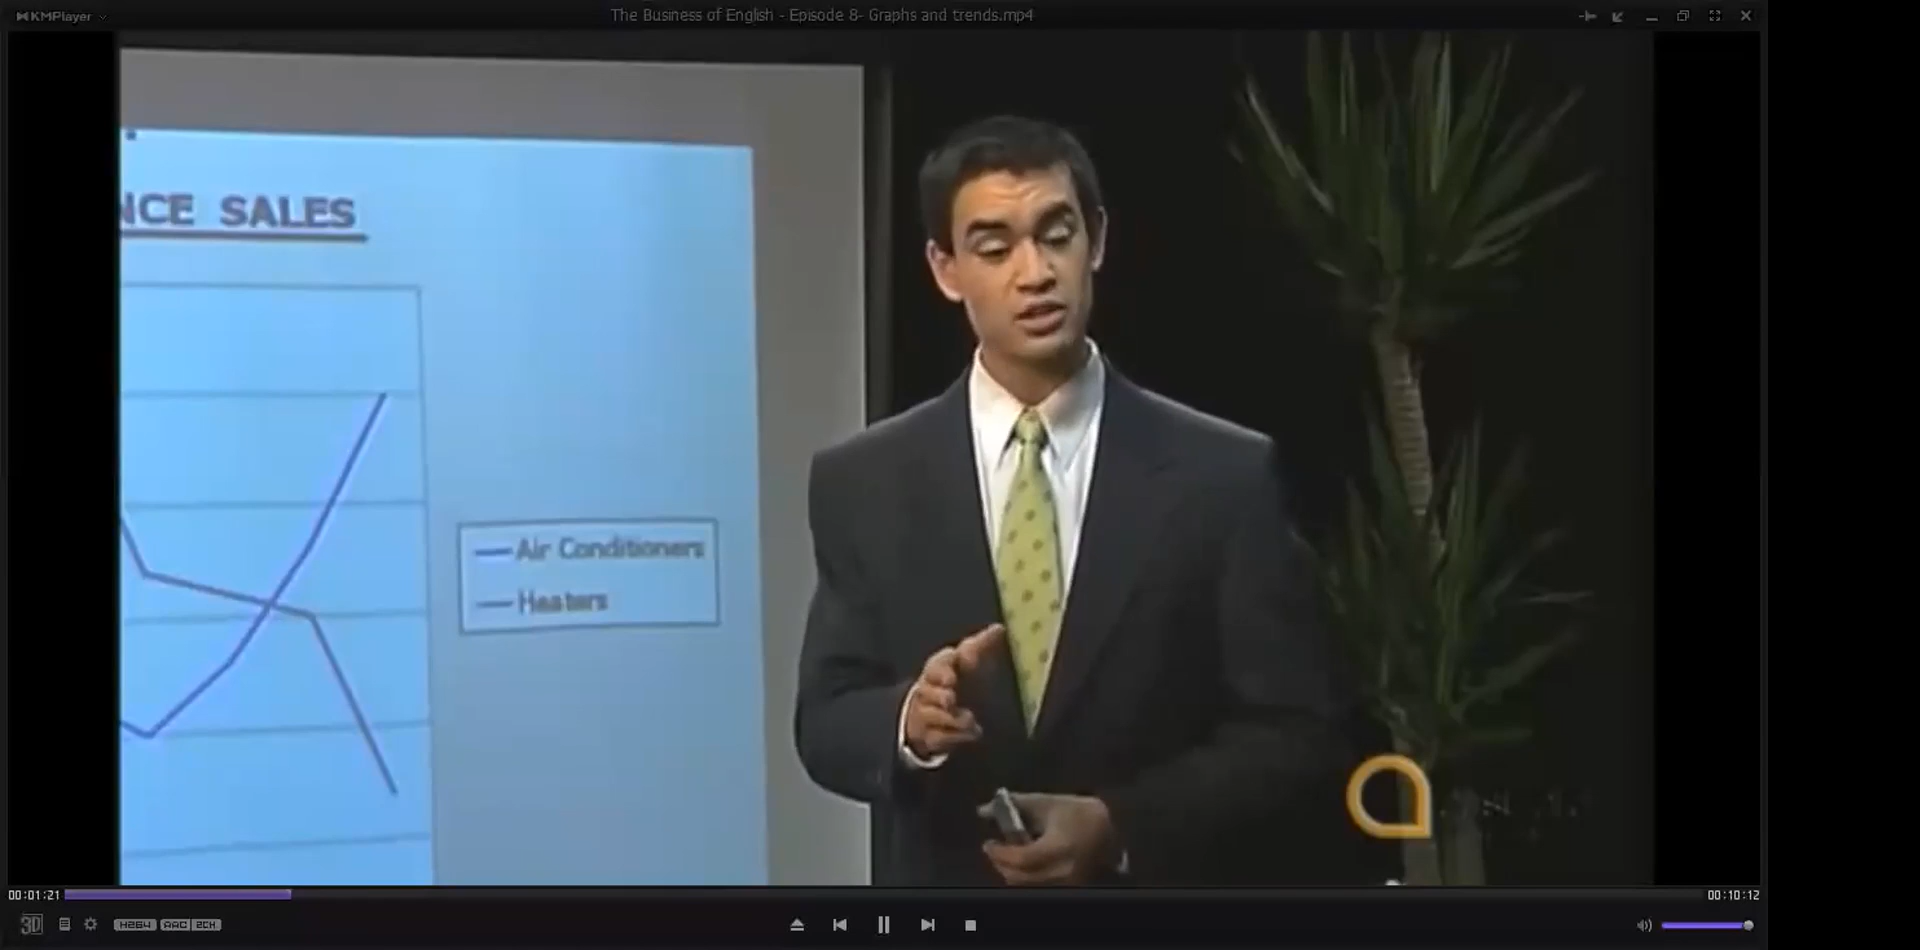 KMPlayer
The Business of English - Episode 8- Graphs and trends.mp4
NCE SALES
Air Conditioners
Heaters
00:01:21
00:10:12
3D
H264 AAC 2CH